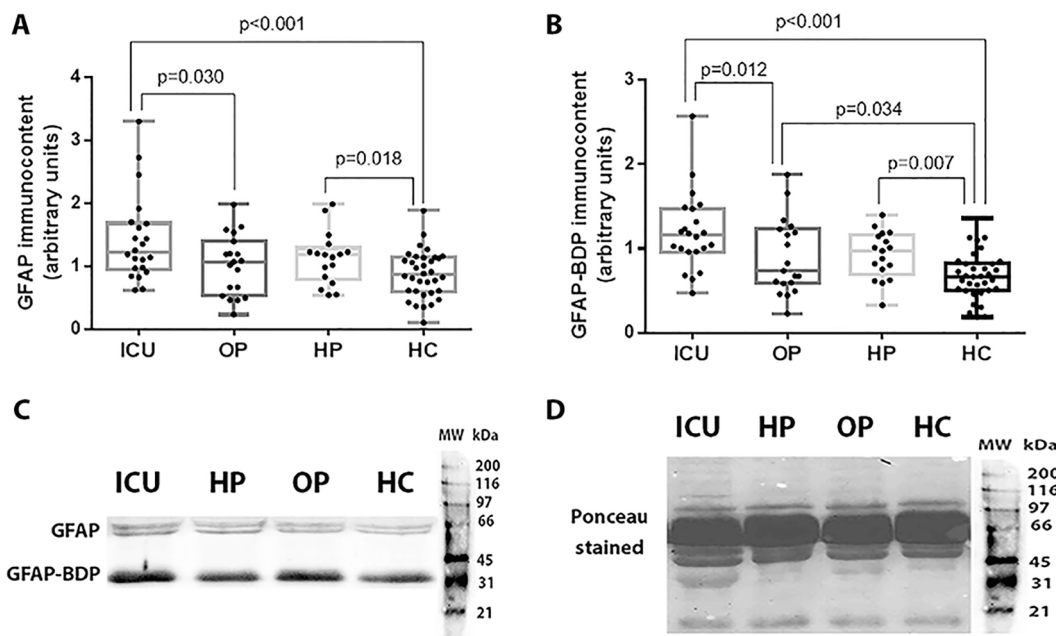 A
p<0.001
p=0.030
p=0.018
GFAP immunocontent
(arbitrary units)
4
3
2
1
0
ICU OP HP HC
B
p<0.001
p=0.012
p=0.034
p=0.007
GFAP-BDP immunocontent
(arbitrary units)
3
2
1
0
ICU OP HP HC
C
ICU HP OP HC
MW kDa
GFAP
GFAP-BDP
200
116
97
66
45
31
21
D
ICU HP OP HC
MW kDa
Ponceau
stained
200
116
97
66
45
31
21